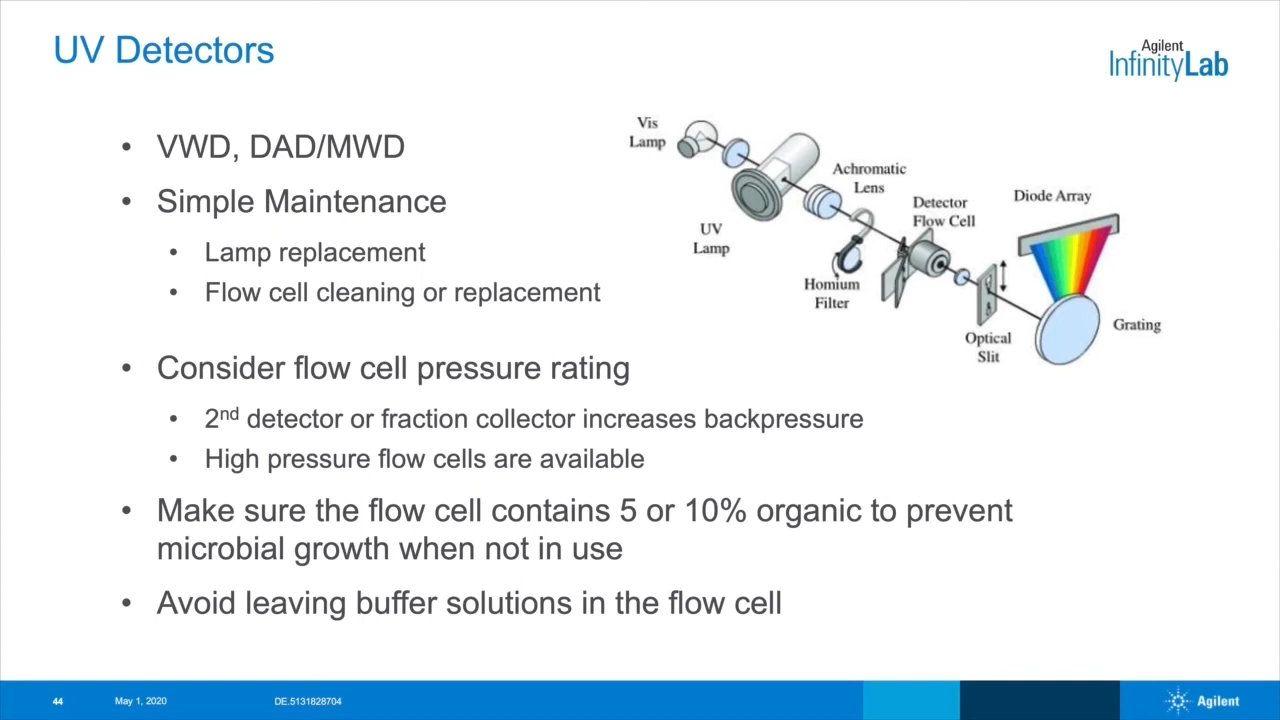 UV Detectors
Agilent
InfinityLab
• VWD, DAD/MWD
• Simple Maintenance
• Lamp replacement
• Flow cell cleaning or replacement
• Consider flow cell pressure rating
• 2nd detector or fraction collector increases backpressure
• High pressure flow cells are available
• Make sure the flow cell contains 5 or 10% organic to prevent
microbial growth when not in use
• Avoid leaving buffer solutions in the flow cell
Vis
Lamp
UV
Lamp
Achromatic
Lens
Homium
Filter
Detector
Flow Cell
Optical
Slit
Diode Array
Grating
44
May 1, 2020
DE.5131828704
Agilent